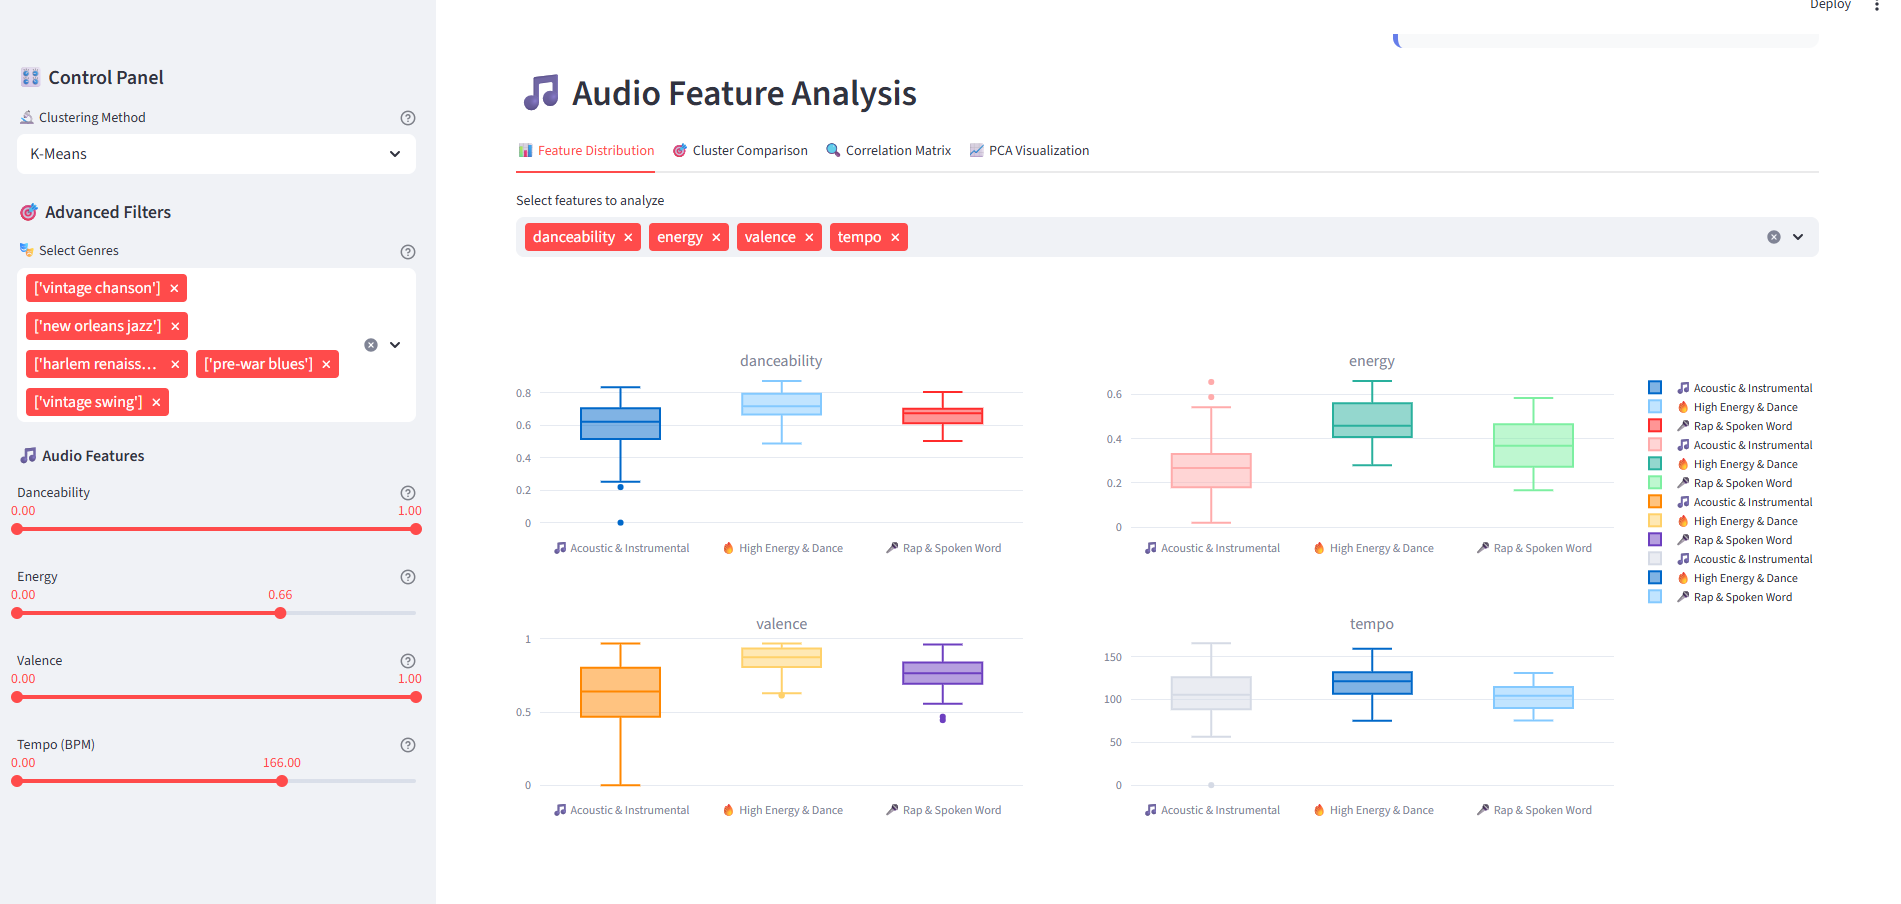 Deploy
Control Panel
Clustering Method
K-Means
Advanced Filters
Select Genres
['vintage chanson'] ×
['new orleans jazz'] ×
['harlem renaiss... × ['pre-war blues'] ×
['vintage swing'] ×
Audio Features
Danceability
0.00 1.00
Energy
0.00 0.66
Valence
0.00 1.00
Tempo (BPM)
0.00 166.00
Audio Feature Analysis
Feature Distribution Cluster Comparison Correlation Matrix PCA Visualization
Select features to analyze
danceability × energy × valence × tempo ×
danceability
0.8
0.6
0.4
0.2
0
Acoustic & Instrumental High Energy & Dance Rap & Spoken Word
energy
0.6
0.4
0.2
0
Acoustic & Instrumental High Energy & Dance Rap & Spoken Word
Acoustic & Instrumental
High Energy & Dance
Rap & Spoken Word
Acoustic & Instrumental
High Energy & Dance
Rap & Spoken Word
Acoustic & Instrumental
High Energy & Dance
Rap & Spoken Word
Acoustic & Instrumental
High Energy & Dance
Rap & Spoken Word
valence
1
0.5
0
Acoustic & Instrumental High Energy & Dance Rap & Spoken Word
tempo
150
100
50
0
Acoustic & Instrumental High Energy & Dance Rap & Spoken Word